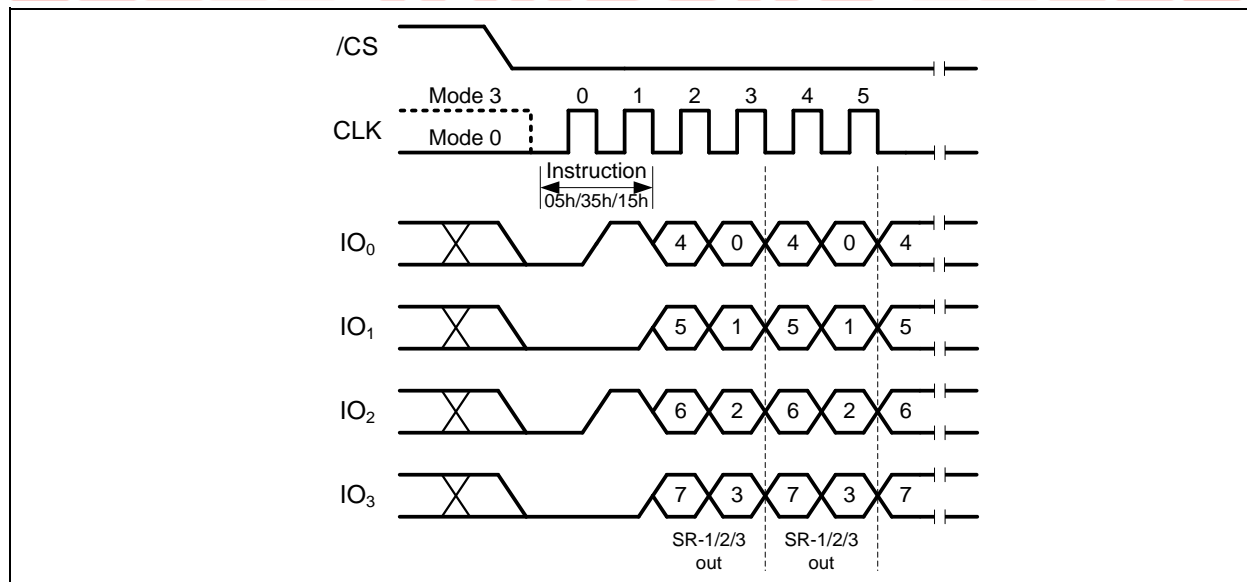 /CS
Mode 3 0 1 2 3 4 5
CLK Mode 0
Instruction
05h/35h/15h
IO₀ 4 0 4 0 4
IO₁ 5 1 5 1 5
IO₂ 6 2 6 2 6
IO₃ 7 3 7 3 7
SR-1/2/3 SR-1/2/3
out out